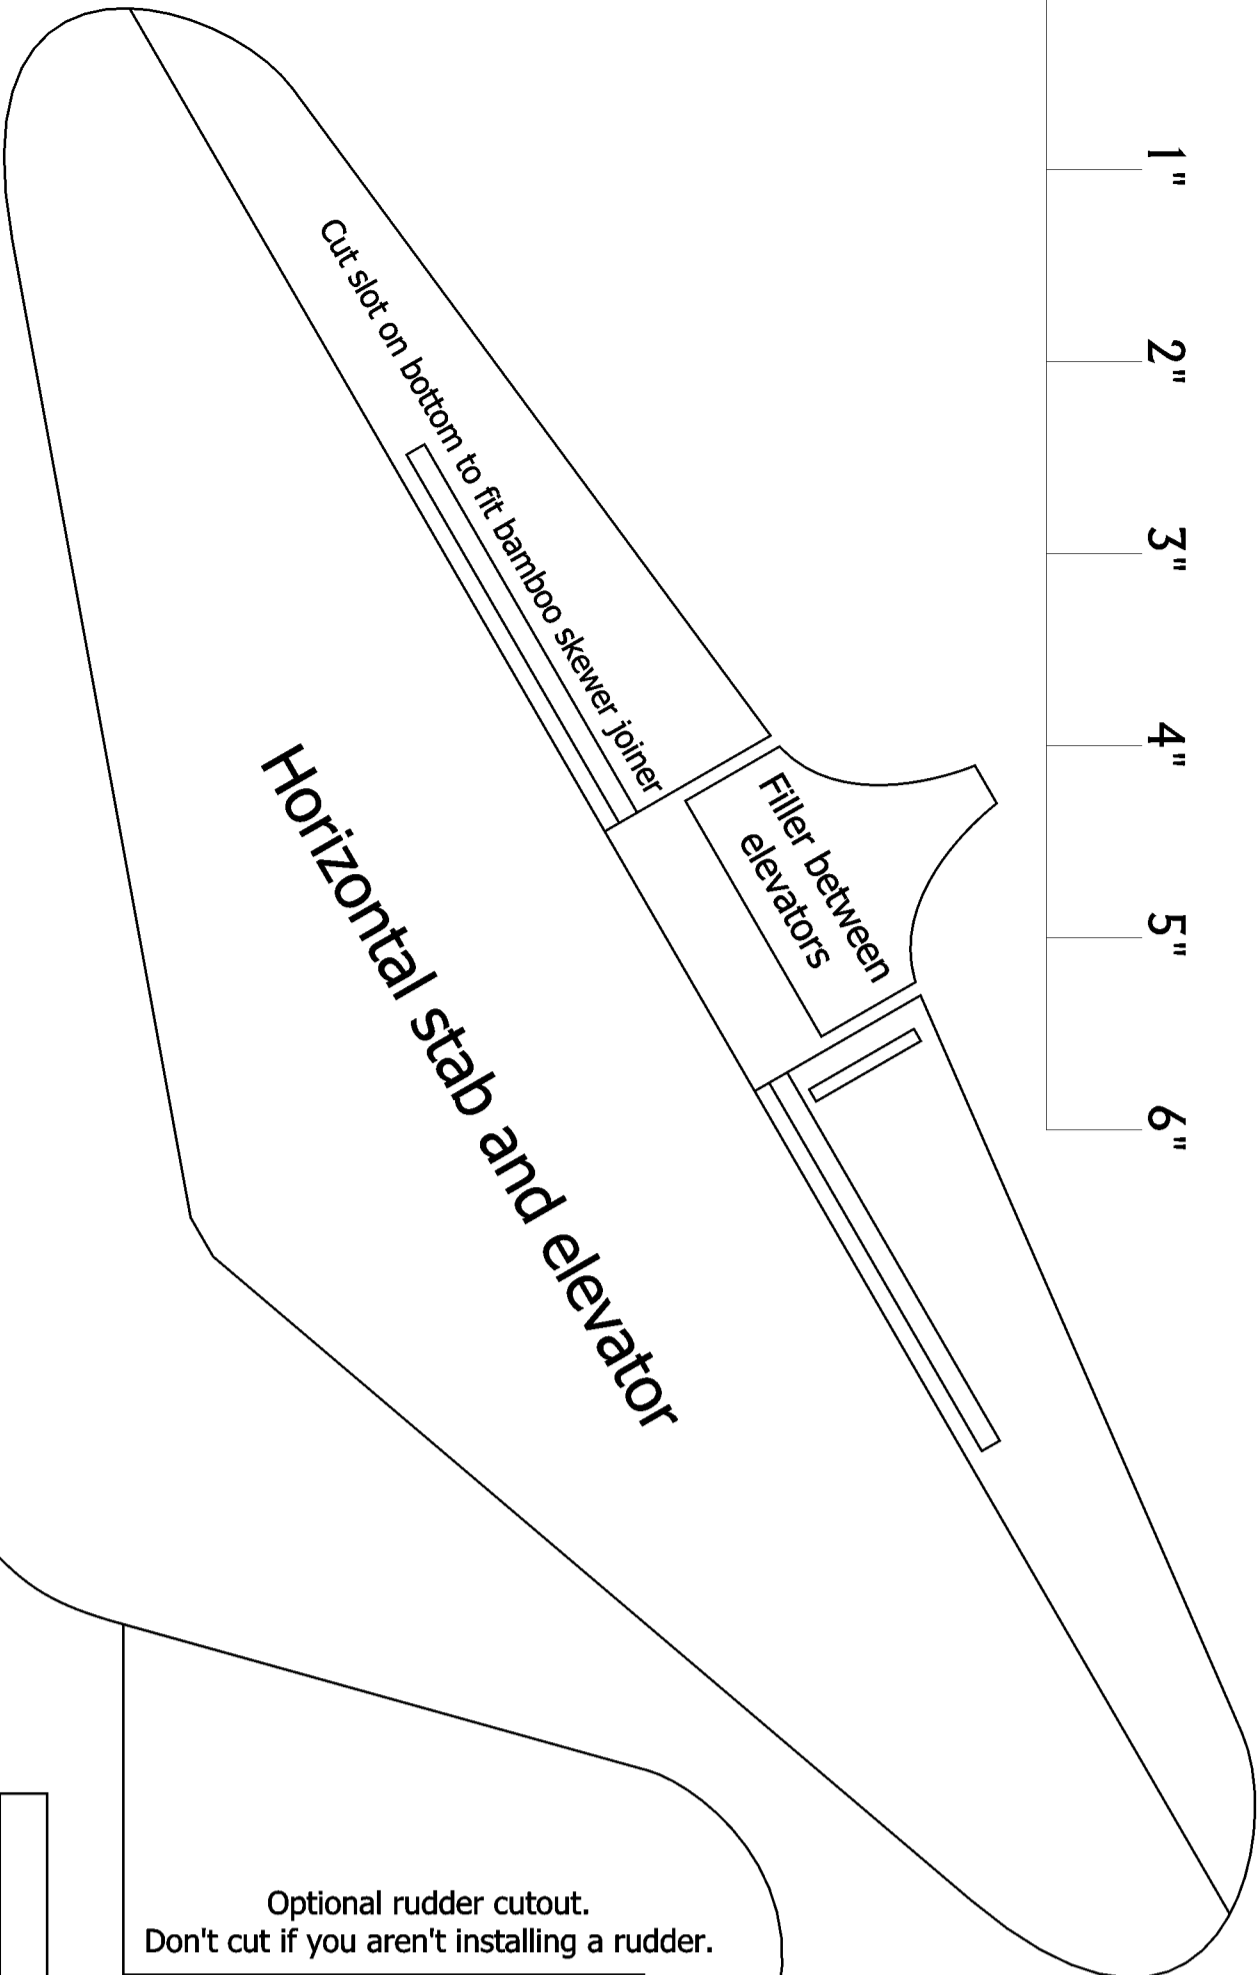 1"
2"
3"
4"
5"
6"
Cut slot on bottom to fit bamboo skewer joiner
Filler between
elevators
Horizontal stab and elevator
Optional rudder cutout.
Don't cut if you aren't installing a rudder.